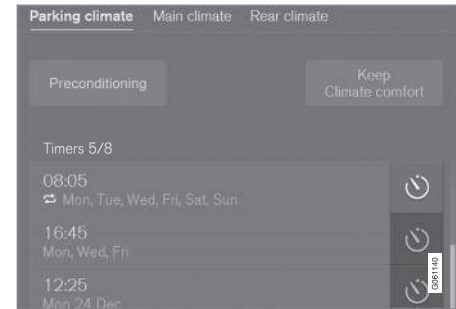 Parking climate Main climate Rear climate
Preconditioning
Keep
Climate comfort
Timers 5/8
08:05
Mon, Tue, Wed, Fri, Sat, Sun
16:45
Mon, Wed, Fri
12:25
Mon 24 Dec
G061140